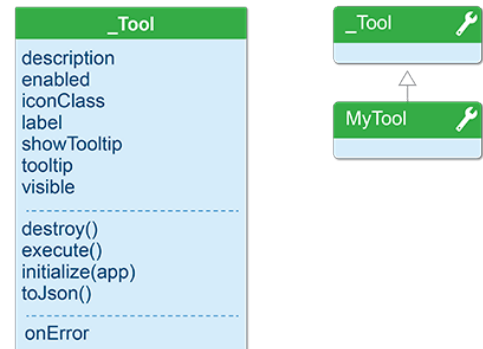 _Tool
description
enabled
iconClass
label
showTooltip
tooltip
visible
destroy()
execute()
initialize(app)
toJson()
onError
_Tool
MyTool